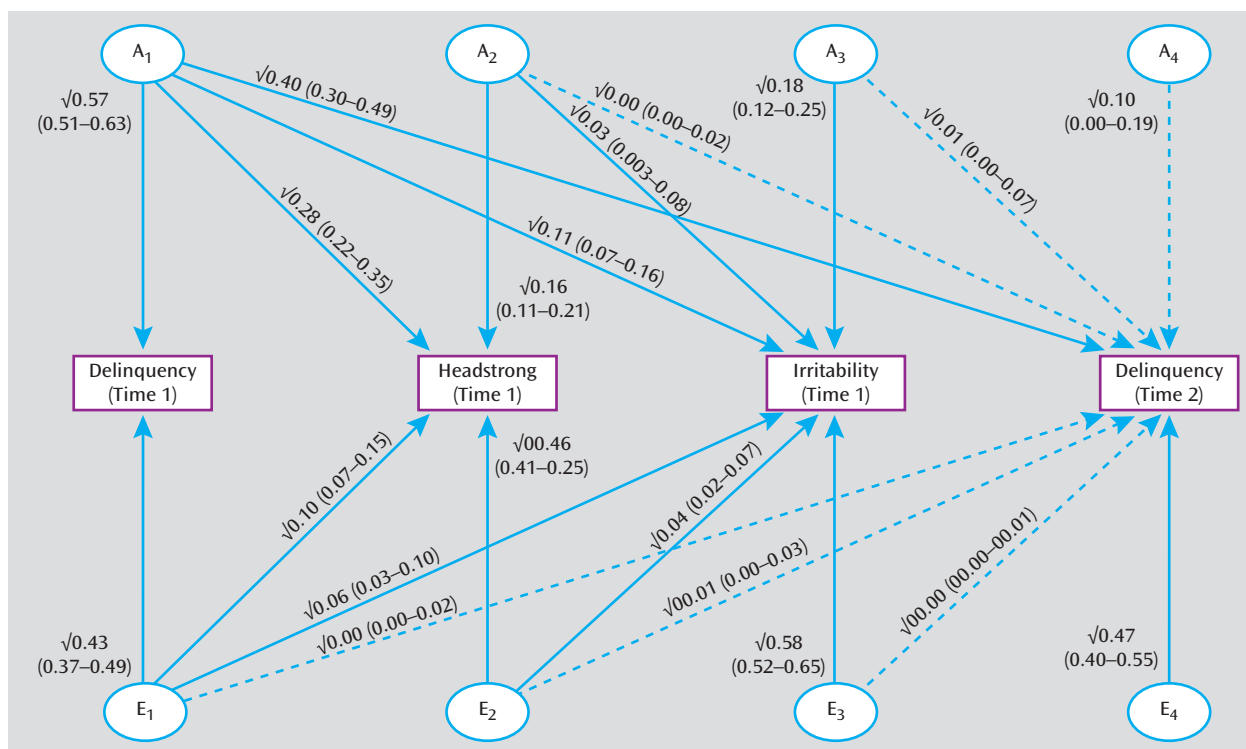 A₁
A₂
A₃
A₄
√0.57
(0.51–0.63)
√0.40 (0.30–0.49)
√0.00 (0.00–0.02)
√0.18
(0.12–0.25)
√0.10
(0.00–0.19)
√0.03 (0.003–0.08)
√0.01 (0.00–0.07)
√0.28 (0.22–0.35)
√0.11 (0.07–0.16)
√0.16
(0.11–0.21)
Delinquency
(Time 1)
Headstrong
(Time 1)
Irritability
(Time 1)
Delinquency
(Time 2)
√0.10 (0.07–0.15)
√00.46
(0.41–0.25)
√0.04 (0.02–0.07)
√0.06 (0.03–0.10)
√0.00 (0.00–0.02)
√00.01 (0.00–0.03)
√00.00 (00.00–00.01)
√0.43
(0.37–0.49)
√0.58
(0.52–0.65)
√0.47
(0.40–0.55)
E₁
E₂
E₃
E₄